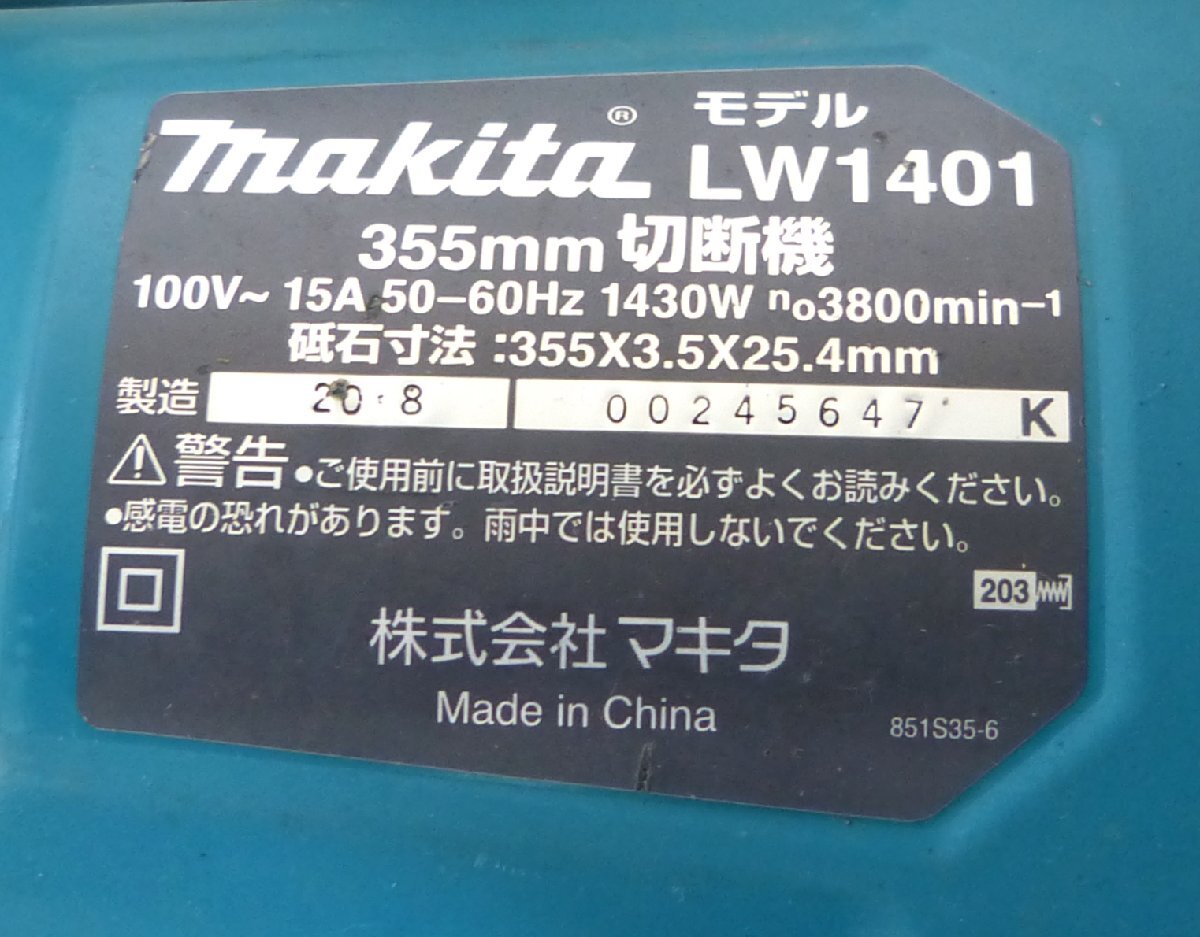 makita® モデル LW1401
355mm 切断機
100V~ 15A 50-60Hz 1430W n₀3800min-1
砥石寸法 :355X3.5X25.4mm
製造 20・8 00245647 K
警告 ●ご使用前に取扱説明書を必ずよくお読みください。
●感電の恐れがあります。雨中では使用しないでください。
203
株式会社マキタ
Made in China
851S35-6